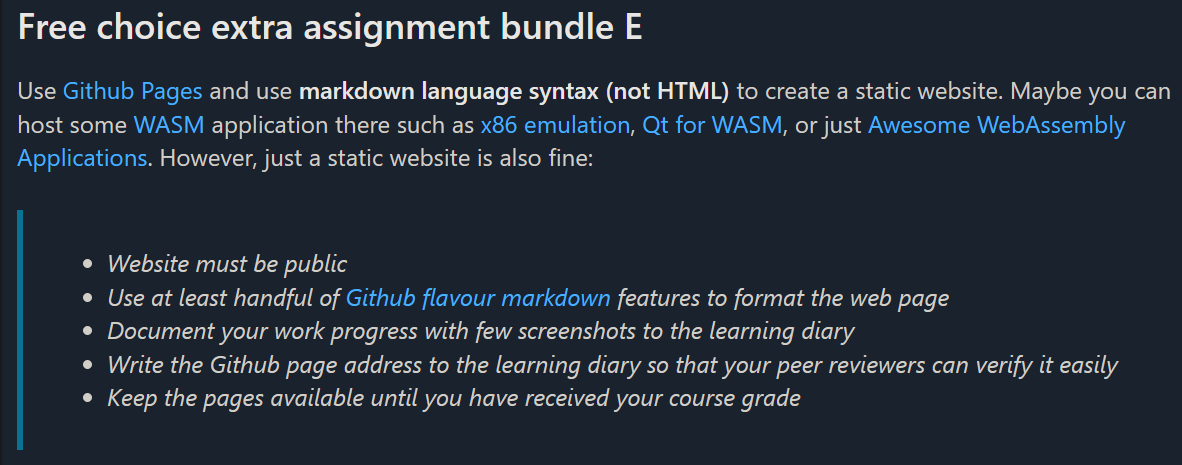 Free choice extra assignment bundle E
Use Github Pages and use markdown language syntax (not HTML) to create a static website. Maybe you can
host some WASM application there such as x86 emulation, Qt for WASM, or just Awesome WebAssembly
Applications. However, just a static website is also fine:
• Website must be public
• Use at least handful of Github flavour markdown features to format the web page
• Document your work progress with few screenshots to the learning diary
• Write the Github page address to the learning diary so that your peer reviewers can verify it easily
• Keep the pages available until you have received your course grade